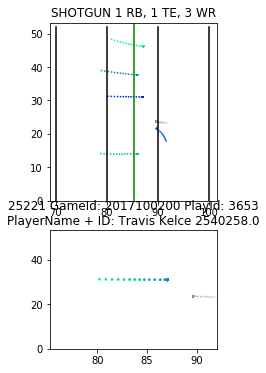 SHOTGUN 1 RB, 1 TE, 3 WR
50
40
30
20
10
0
70 80 90 100
25221 GameId: 2017100200 PlayId: 3653
PlayerName + ID: Travis Kelce 2540258.0
40
20
0
80 85 90